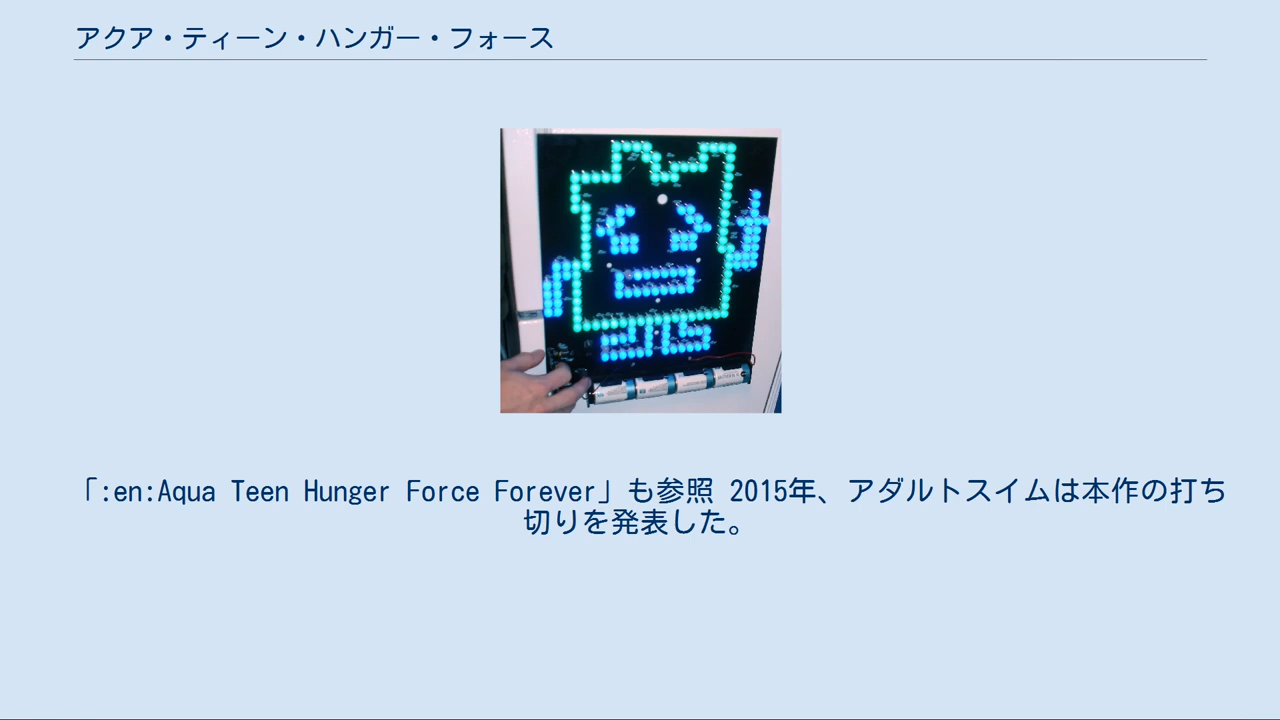 アクア・ティーン・ハンガー・フォース
「:en:Aqua Teen Hunger Force Forever」も参照 2015年、アダルトスイムは本作の打ち
切りを発表した。